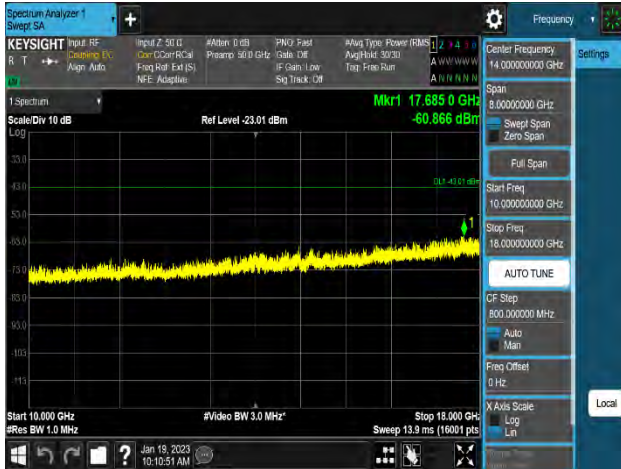 Spectrum Analyzer 1
Swept SA
Frequency
KEYSIGHT
Input: RF
Coupling: DC
Align: Auto
Input Z: 50 Ω
Corr CCorr RCal
Freq Ref: Ext (S)
NFE: Adaptive
#Atten: 0 dB
Preamp: 50.0 GHz
PNO: Fast
Gate: Off
IF Gain: Low
Sig Track: Off
#Avg Type: Power (RMS
Avg|Hold: 30/30
Trig: Free Run
R T
1 Spectrum
Scale/Div 10 dB
Log
Ref Level -23.01 dBm
Mkr1 17.685 0 GHz
-60.866 dBm
-33.0
-43.0
DL1 -43.01 dBm
-53.0
1
-63.0
-73.0
-83.0
-93.0
-103
-113
Start 10.000 GHz
#Res BW 1.0 MHz
#Video BW 3.0 MHz*
Stop 18.000 GHz
Sweep 13.9 ms (16001 pts
Jan 19, 2023
10:10:51 AM
Center Frequency
14.000000000 GHz
Settings
Span
8.00000000 GHz
Swept Span
Zero Span
Full Span
Start Freq
10.000000000 GHz
Stop Freq
18.000000000 GHz
AUTO TUNE
CF Step
800.000000 MHz
Auto
Man
Freq Offset
0 Hz
X Axis Scale
Log
Lin
Local